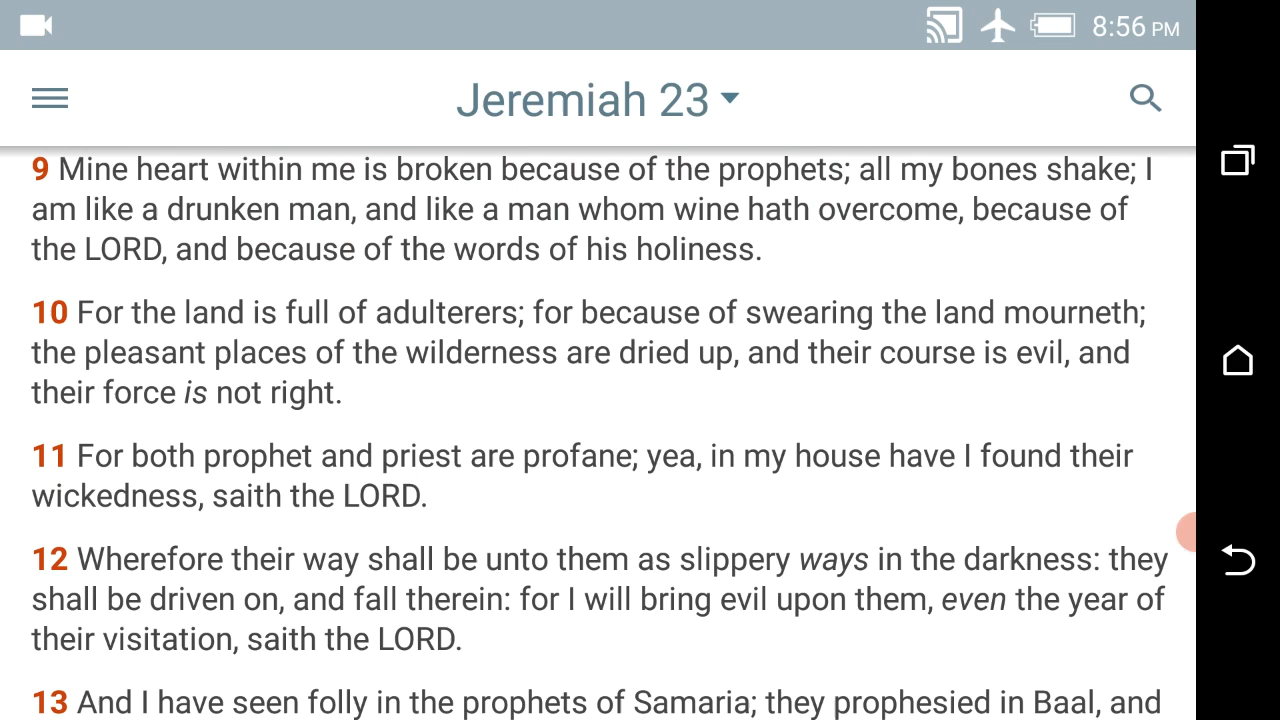 8:56 PM
Jeremiah 23
9 Mine heart within me is broken because of the prophets; all my bones shake; I
am like a drunken man, and like a man whom wine hath overcome, because of
the LORD, and because of the words of his holiness.
10 For the land is full of adulterers; for because of swearing the land mourneth;
the pleasant places of the wilderness are dried up, and their course is evil, and
their force is not right.
11 For both prophet and priest are profane; yea, in my house have I found their
wickedness, saith the LORD.
12 Wherefore their way shall be unto them as slippery ways in the darkness: they
shall be driven on, and fall therein: for I will bring evil upon them, even the year of
their visitation, saith the LORD.
13 And I have seen folly in the prophets of Samaria; they prophesied in Baal, and